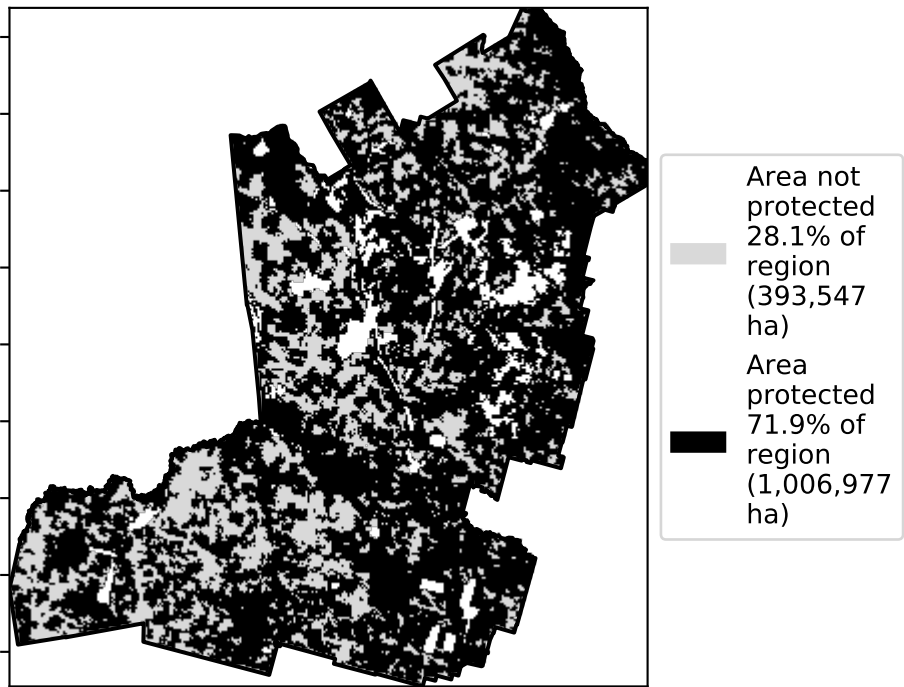 Area not
protected
28.1% of
region
(393,547
ha)
Area
protected
71.9% of
region
(1,006,977
ha)